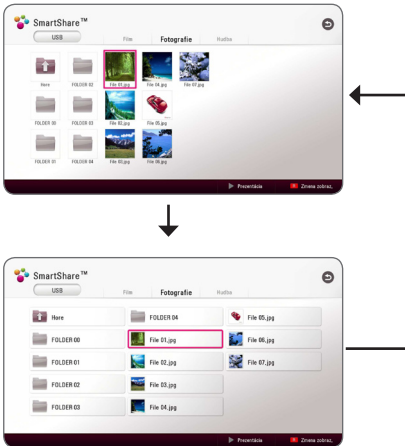 SmartShare™
USB
Film Fotografie Hudba
Hore FOLDER 02 File 01.jpg File 04.jpg File 07.jpg
FOLDER 00 FOLDER 03 File 02.jpg File 05.jpg
FOLDER 01 FOLDER 04 File 03.jpg File 06.jpg
Prezentácia Zmena zobraz.
SmartShare™
USB
Film Fotografie Hudba
Hore FOLDER 04 File 05.jpg
FOLDER 00 File 01.jpg File 06.jpg
FOLDER 01 File 02.jpg File 07.jpg
FOLDER 02 File 03.jpg
FOLDER 03 File 04.jpg
Prezentácia Zmena zobraz.